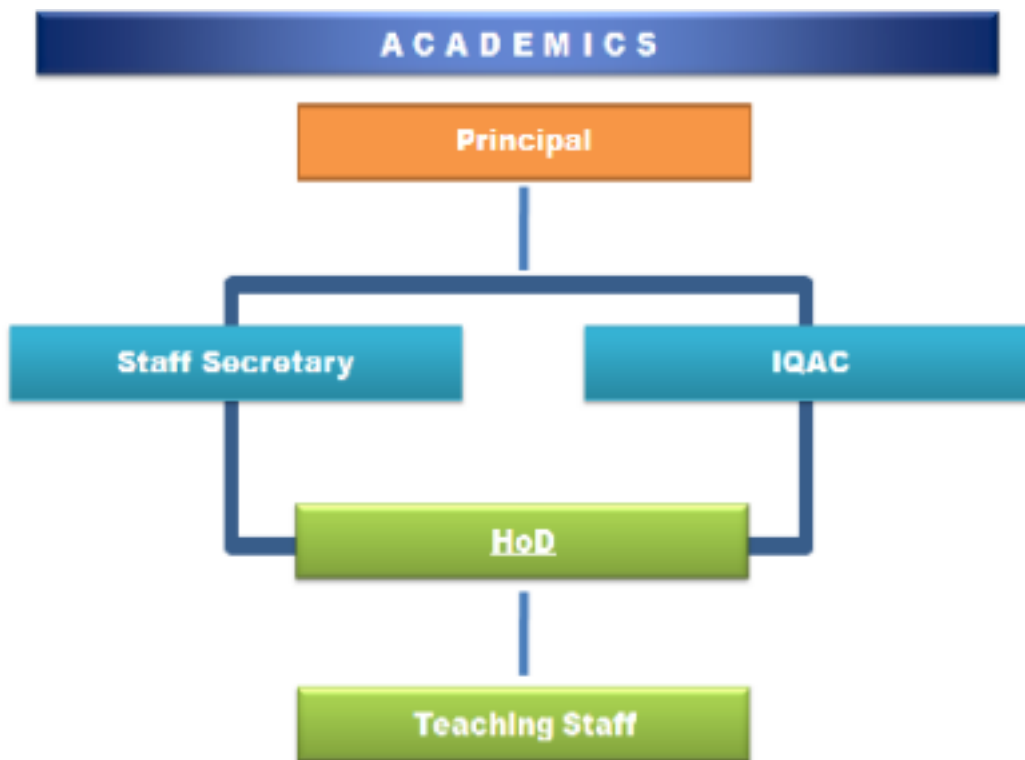 ACADEMICS
Principal
Staff Secretary
IQAC
HoD
Teaching Staff